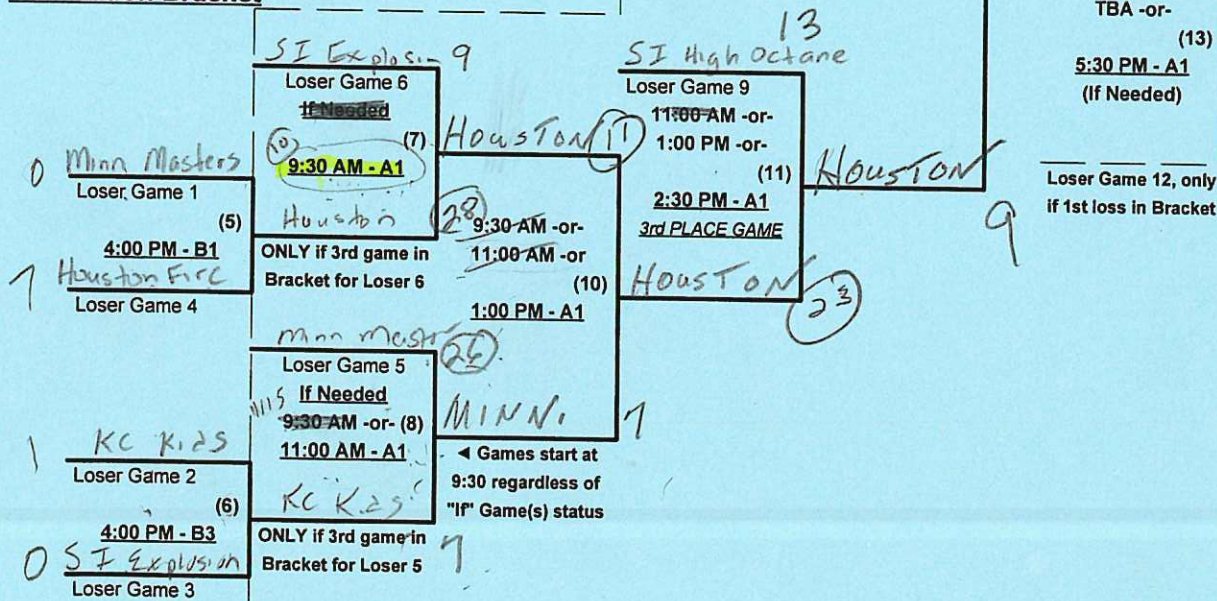 SI Explosion 9
Loser Game 6
If Needed
(7)
10
9:30 AM - A1
Houston 28
ONLY if 3rd game in
Bracket for Loser 6
0 Minn Masters
Loser Game 1
(5)
4:00 PM - B1
7 Houston Fire
Loser Game 4
Minn Mastr 26
Loser Game 5
If Needed
1115
9:30 AM -or- (8)
11:00 AM - A1
KC Kids 7
ONLY if 3rd game in
Bracket for Loser 5
1 KC Kids
Loser Game 2
(6)
4:00 PM - B3
0 SI Explosion
Loser Game 3
HOUSTON 11
9:30 AM -or-
11:00 AM -or
(10)
1:00 PM - A1
MINN. 7
◄ Games start at
9:30 regardless of
"If" Game(s) status
13
SI High Octane
Loser Game 9
11:00 AM -or-
1:00 PM -or-
(11)
2:30 PM - A1
3rd PLACE GAME
HOUSTON 23
HOUSTON
9
TBA -or-
(13)
5:30 PM - A1
(If Needed)
Loser Game 12, only
if 1st loss in Bracket